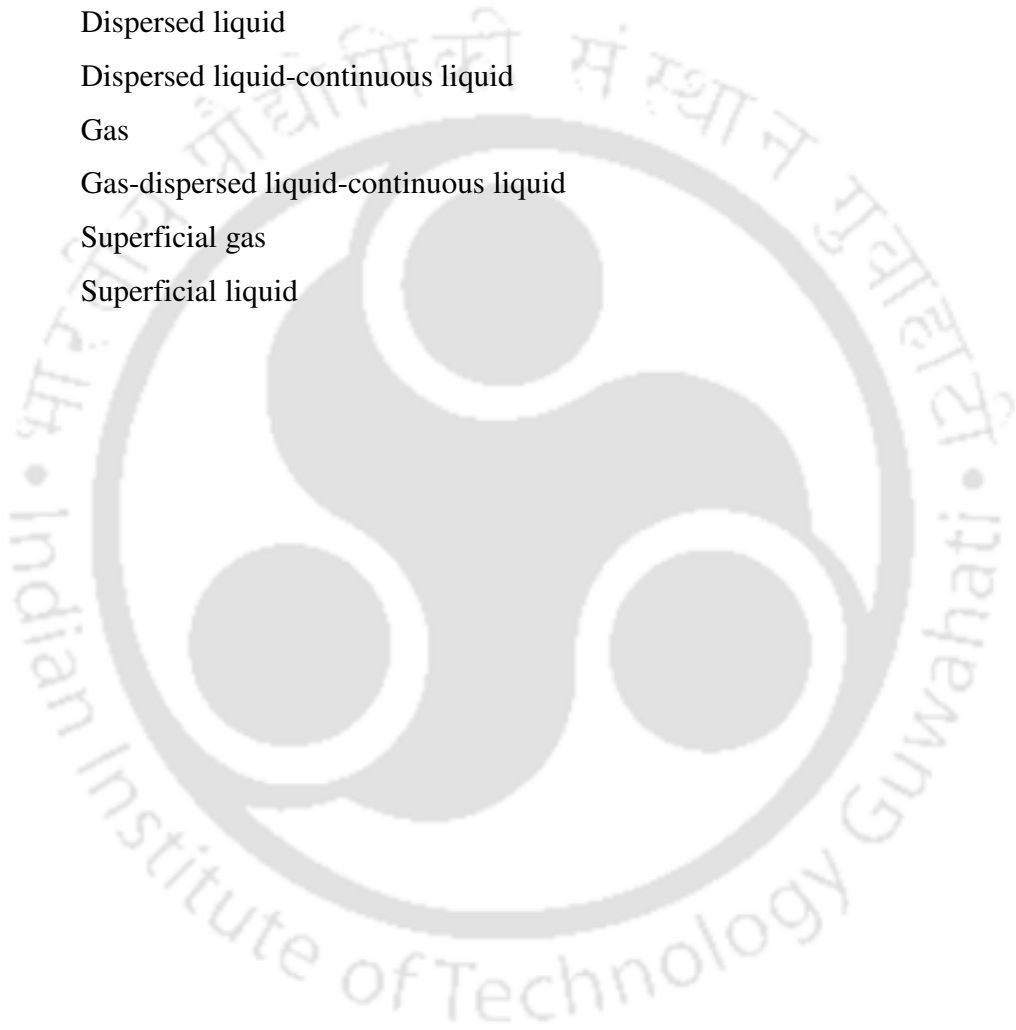 Dispersed liquid
Dispersed liquid-continuous liquid
Gas
Gas-dispersed liquid-continuous liquid
Superficial gas
Superficial liquid
भारतीय प्रौद्योगिकी संस्थान गुवाहाटी
Indian Institute of Technology Guwahati